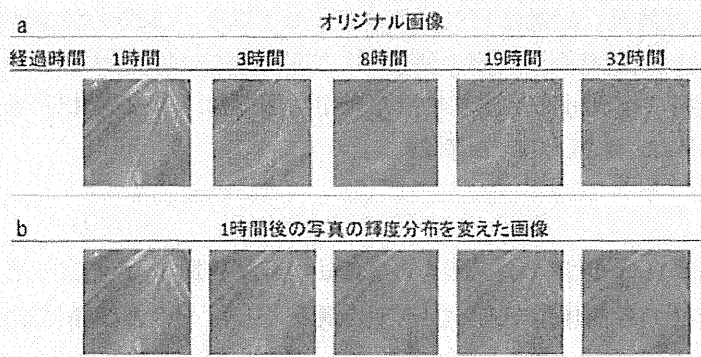 a オリジナル画像
経過時間 1時間 3時間 8時間 19時間 32時間
b 1時間後の写真の輝度分布を変えた画像